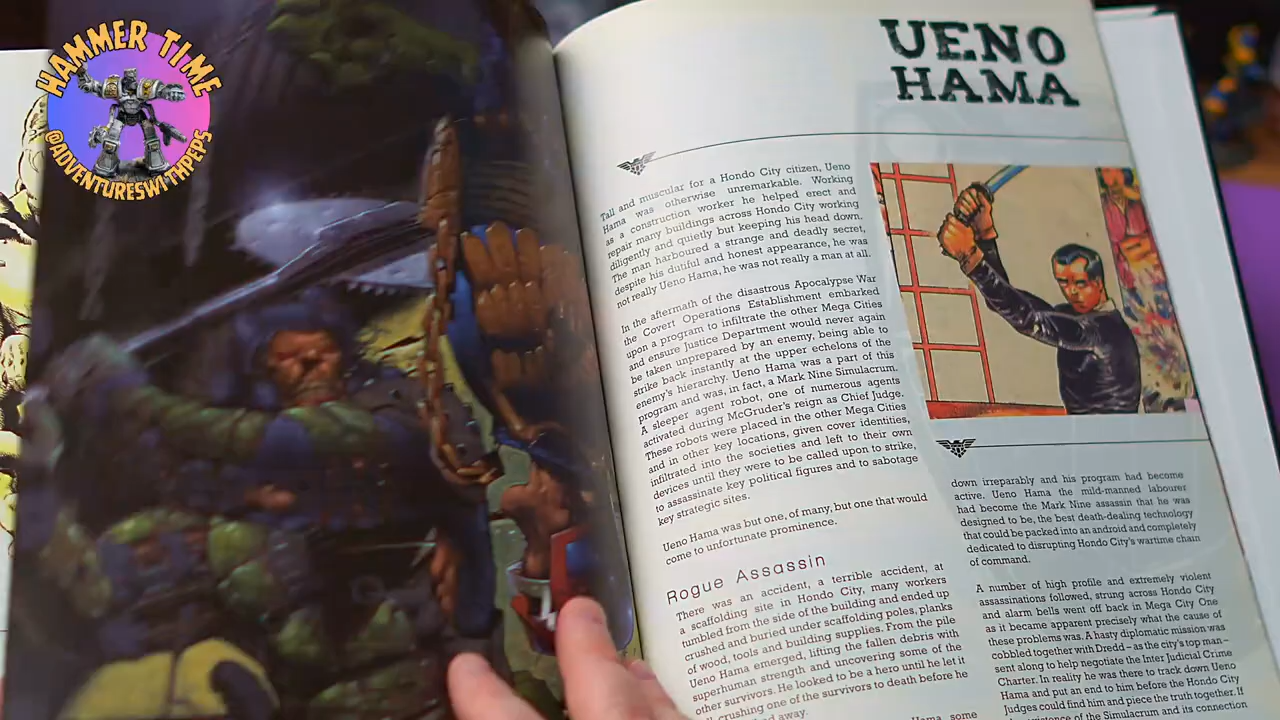 HAMMER TIME
@ADVENTURESWITHPEPS
UENO
HAMA
Tall and muscular for a Hondo City citizen, Ueno
Hama was otherwise unremarkable. Working
as a construction worker he helped erect and
repair many buildings across Hondo City working
diligently and quietly but keeping his head down.
The man harboured a strange and deadly secret,
despite his dutiful and honest appearance, he was
not really Ueno Hama, he was not really a man at all.
In the aftermath of the disastrous Apocalypse War
the Covert Operations Establishment embarked
upon a program to infiltrate the other Mega Cities
and ensure Justice Department would never again
be taken unprepared by an enemy, being able to
strike back instantly at the upper echelons of the
enemy's hierarchy. Ueno Hama was a part of this
program and was, in fact, a Mark Nine Simulacrum.
A sleeper agent robot, one of numerous agents
activated during McGruder's reign as Chief Judge.
These robots were placed in the other Mega Cities
and in other key locations, given cover identities,
infiltrated into the societies and left to their own
devices until they were to be called upon to strike,
to assassinate key political figures and to sabotage
key strategic sites.
Ueno Hama was but one, of many, but one that would
come to unfortunate prominence.
Rogue Assassin
There was an accident, a terrible accident, at
a scaffolding site in Hondo City, many workers
tumbled from the side of the building and ended up
crushed and buried under scaffolding poles, planks
of wood, tools and building supplies. From the pile
Ueno Hama emerged, lifting the fallen debris with
superhuman strength and uncovering some of the
other survivors. He looked to be a hero until he let it
crushing one of the survivors to death before he
away.
Hama some
down irreparably and his program had become
active. Ueno Hama the mild-manned labourer
had become the Mark Nine assassin that he was
designed to be, the best death-dealing technology
that could be packed into an android and completely
dedicated to disrupting Hondo City's wartime chain
of command.
A number of high profile and extremely violent
assassinations followed, strung across Hondo City
and alarm bells went off back in Mega City One
as it became apparent precisely what the cause of
these problems was. A hasty diplomatic mission was
cobbled together with Dredd – as the city's top man –
sent along to help negotiate the Inter Judicial Crime
Charter. In reality he was there to track down Ueno
Hama and put an end to him before the Hondo City
Judges could find him and piece the truth together. If
of the Simulacrum and its connection